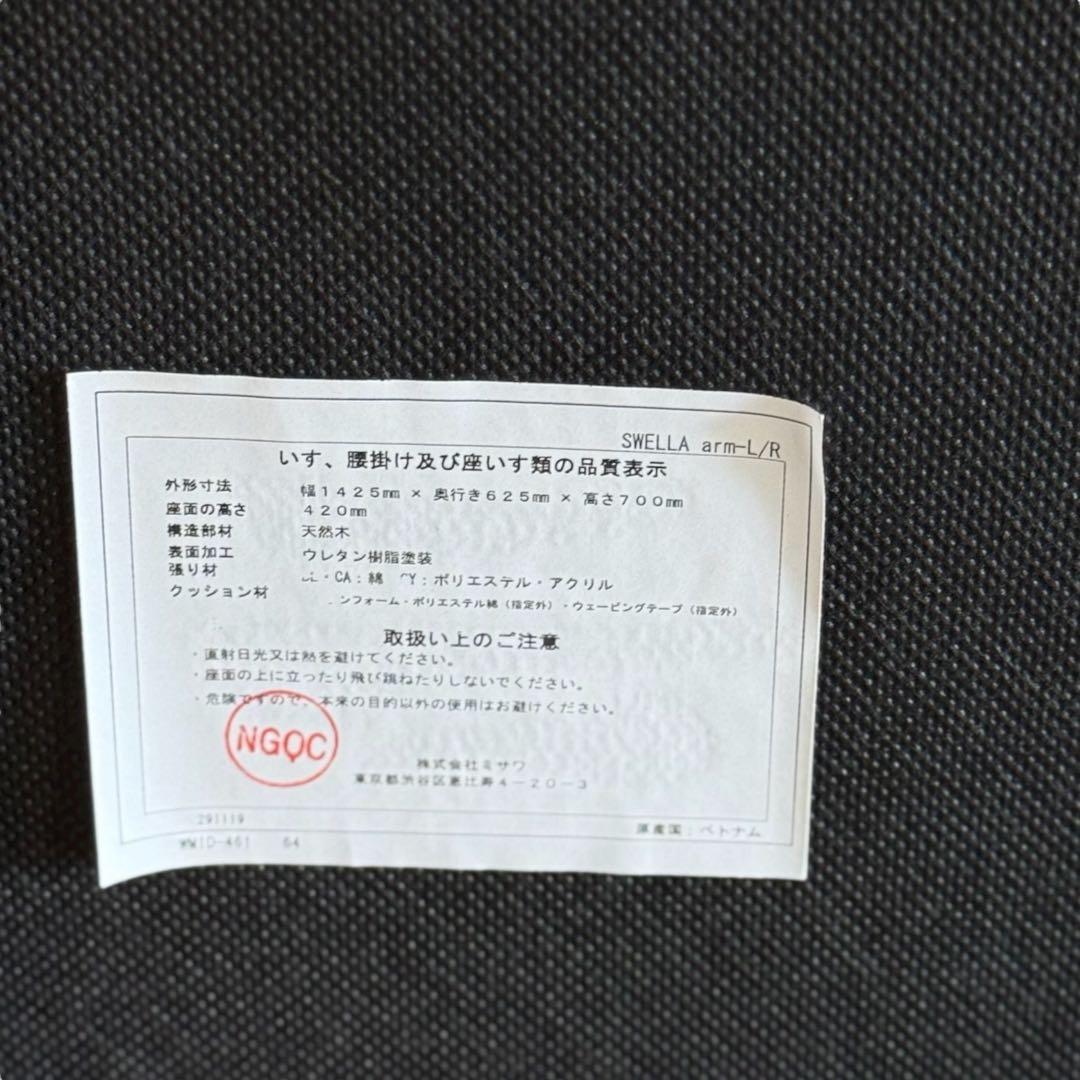 SWELLA arm-L/R
いす、腰掛け及び座いす類の品質表示
外形寸法 幅1425㎜ × 奥行き625㎜ × 高さ700㎜
座面の高さ 420㎜
構造部材 天然木
表面加工 ウレタン樹脂塗装
張り材 ・CA:綿 Y:ポリエステル・アクリル
クッション材 ンフォーム・ポリエステル綿(指定外)・ウェービングテープ(指定外)
取扱い上のご注意
・直射日光又は熱を避けてください。
・座面の上に立ったり飛び跳ねたりしないでください。
・危険ですので、本来の目的以外の使用はお避けください。
NGQC
株式会社ミサワ
東京都渋谷区恵比寿4-20-3
291119
原産国:ベトナム
WWID-461 64